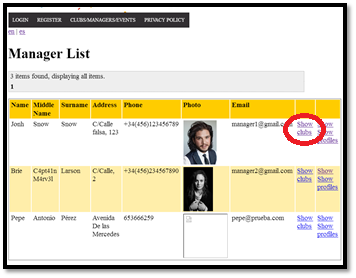 LOGIN REGISTER CLUBS/MANAGERS/EVENTS PRIVACY POLICY
en | es
Manager List
3 items found, displaying all items.
1
Name Middle Name Surname Address Phone Photo Email
Jonh Snow Snow C/Calle falsa, 123 +34(456)123456789 manager1@gmail.com Show clubs Show profiles
Brie C4pt41n M4rv3l Larson C/Calle, 2 +34(456)234567890 manager2@gmail.com Show clubs Show profiles
Pepe Antonio Pérez Avenida De las Mercedes 653666259 pepe@prueba.com Show clubs Show profiles